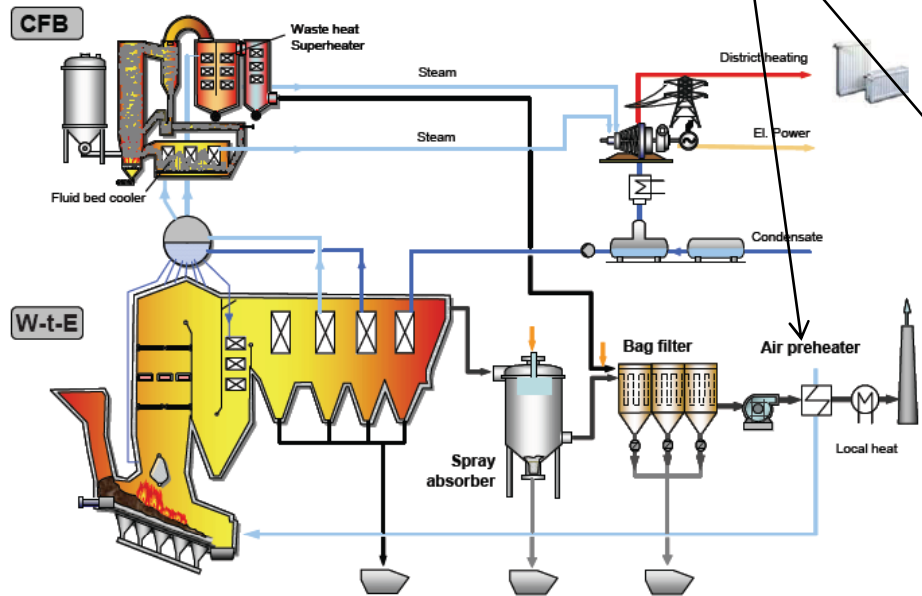 CFB
Waste heat
Superheater
Steam
District heating
Steam
El. Power
Fluid bed cooler
Condensate
W-t-E
Bag filter
Air preheater
Spray
absorber
Local heat
M